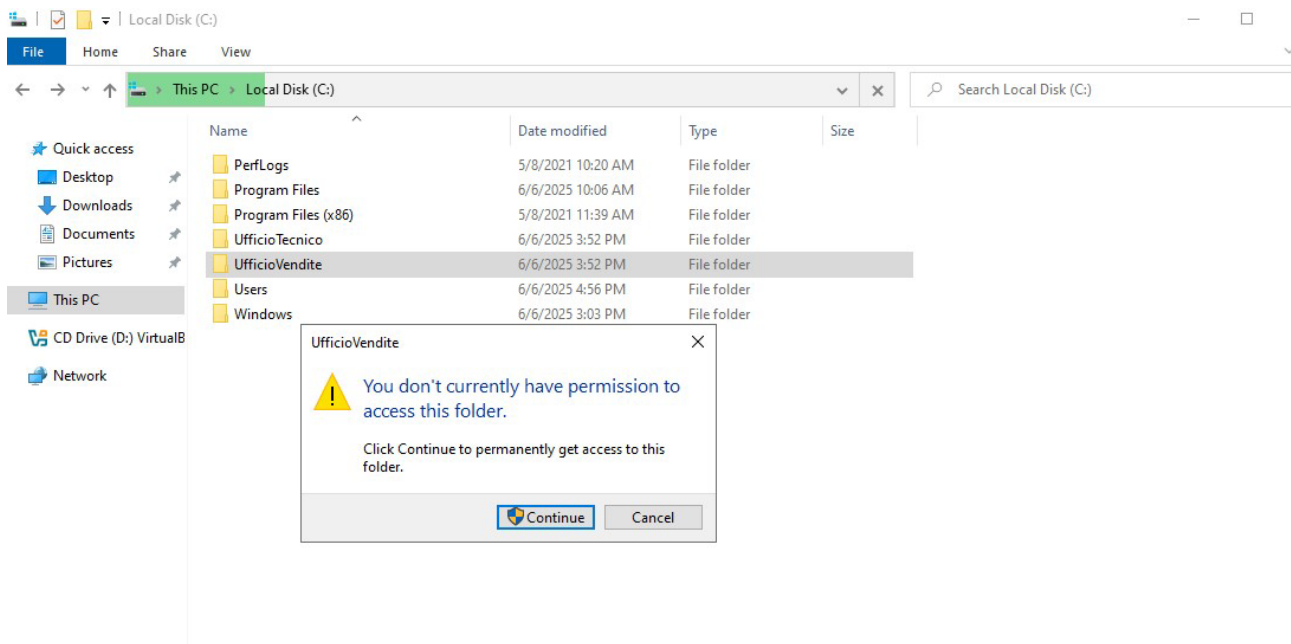 Local Disk (C:)
File Home Share View
This PC > Local Disk (C:) Search Local Disk (C:)
Name Date modified Type Size
Quick access
Desktop
Downloads
Documents
Pictures
This PC
CD Drive (D:) VirtualB
Network
PerfLogs 5/8/2021 10:20 AM File folder
Program Files 6/6/2025 10:06 AM File folder
Program Files (x86) 5/8/2021 11:39 AM File folder
UfficioTecnico 6/6/2025 3:52 PM File folder
UfficioVendite 6/6/2025 3:52 PM File folder
Users 6/6/2025 4:56 PM File folder
Windows 6/6/2025 3:03 PM File folder
UfficioVendite
You don't currently have permission to
access this folder.
Click Continue to permanently get access to this
folder.
Continue Cancel